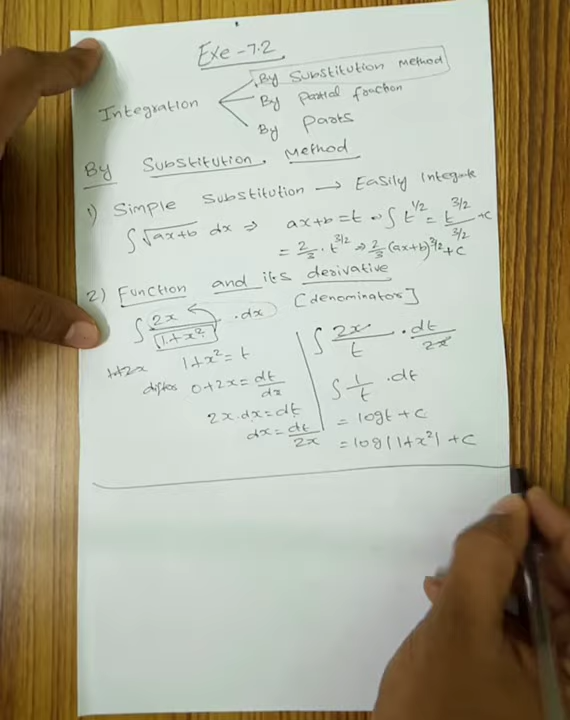 Exe - 7.2
Integration
By Substitution Method
By Partial fraction
By Parts
By Substitution Method
1) Simple Substitution → Easily Integrate
∫√ax+b dx ⇒ ax+b = t ⇒ ∫ t^1/2 = t^3/2 / 3/2 + c
= 2/3 · t^3/2 ⇒ 2/3 (ax+b)^3/2 + c
2) Function and its derivative
[denominator]
∫ 2x / 1+x² · dx
1+x² = t
0+2x = dt/dx
2x.dx = dt
dx = dt/2x
∫ 2x/t · dt/2x
∫ 1/t · dt
= logt + c
= log|1+x²| + c